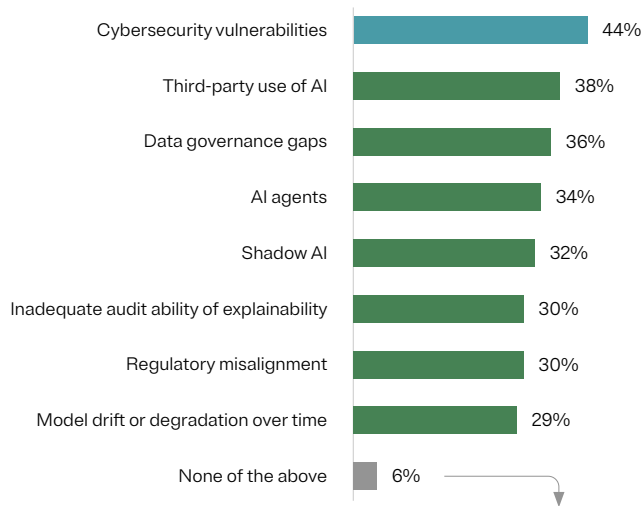 Cybersecurity vulnerabilities 44%
Third-party use of AI 38%
Data governance gaps 36%
AI agents 34%
Shadow AI 32%
Inadequate audit ability of explainability 30%
Regulatory misalignment 30%
Model drift or degradation over time 29%
None of the above 6%